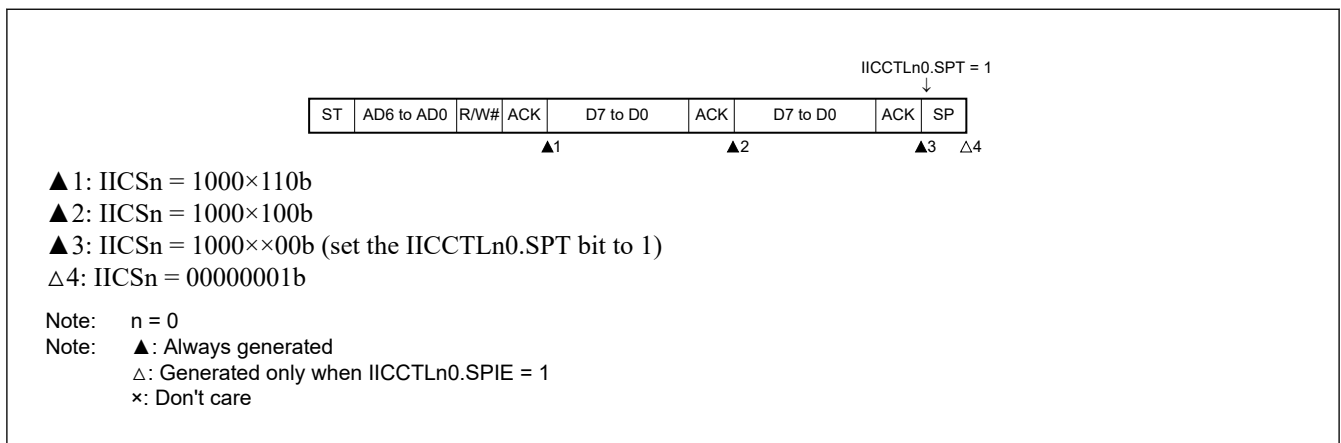 IICCTLn0.SPT = 1
↓
ST AD6 to AD0 R/W# ACK D7 to D0 ACK D7 to D0 ACK SP
▲1 ▲2 ▲3 △4
▲1: IICSn = 1000×110b
▲2: IICSn = 1000×100b
▲3: IICSn = 1000××00b (set the IICCTLn0.SPT bit to 1)
△4: IICSn = 00000001b
Note: n = 0
Note: ▲: Always generated
△: Generated only when IICCTLn0.SPIE = 1
×: Don't care